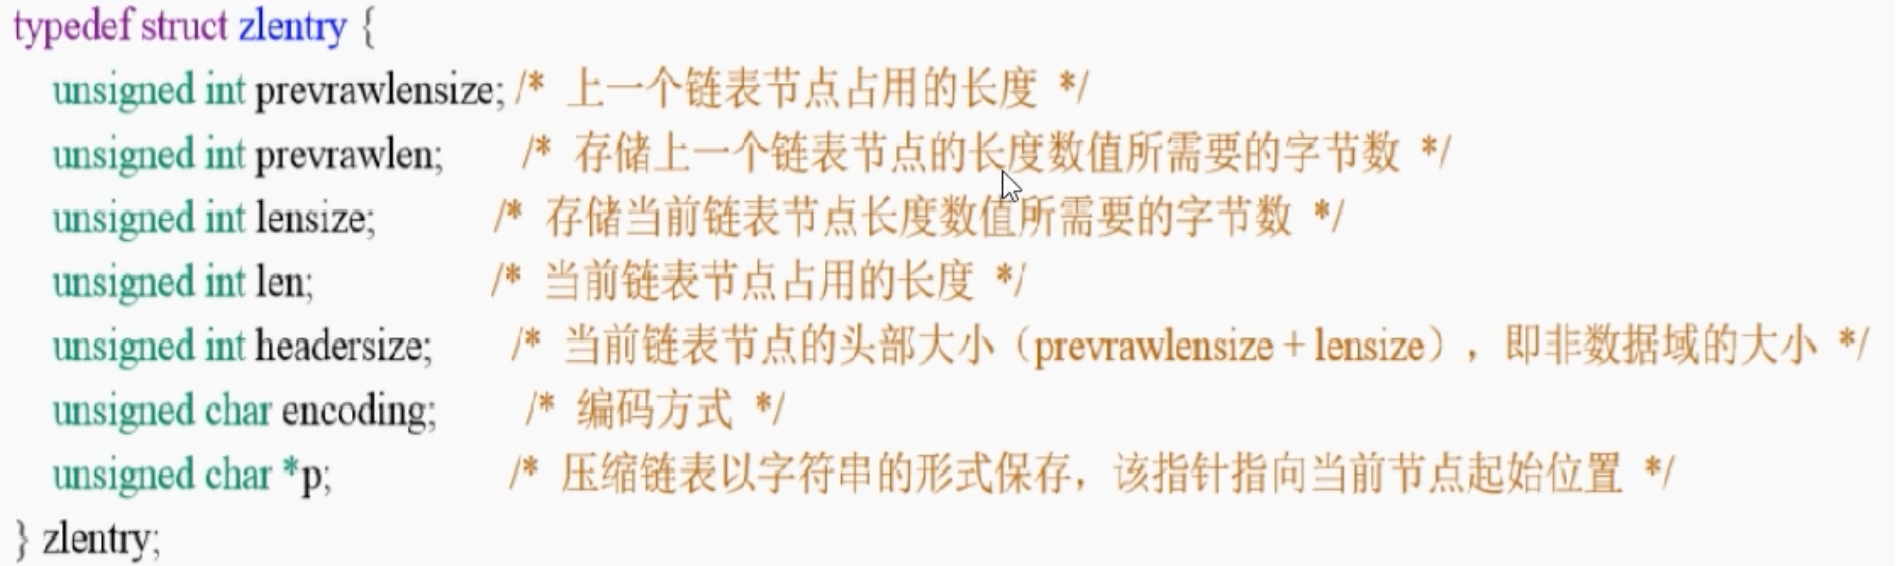 typedef struct zlentry {
unsigned int prevrawlensize; /* 上一个链表节点占用的长度 */
unsigned int prevrawlen; /* 存储上一个链表节点的长度数值所需要的字节数 */
unsigned int lensize; /* 存储当前链表节点长度数值所需要的字节数 */
unsigned int len; /* 当前链表节点占用的长度 */
unsigned int headersize; /* 当前链表节点的头部大小（prevrawlensize + lensize），即非数据域的大小 */
unsigned char encoding; /* 编码方式 */
unsigned char *p; /* 压缩链表以字符串的形式保存，该指针指向当前节点起始位置 */
} zlentry;